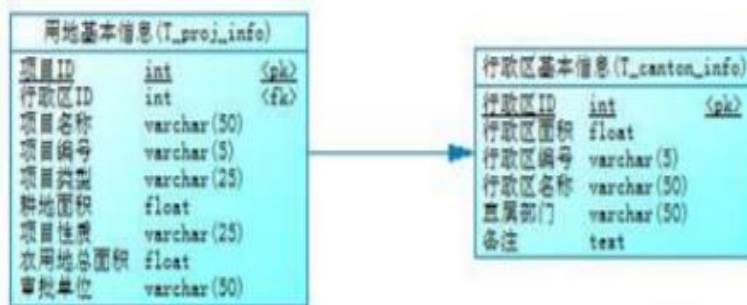 用地基本信息(T_proj_info)
项目ID int <pk>
行政区ID int <fk>
项目名称 varchar(50)
项目编号 varchar(5)
项目类型 varchar(25)
耕地面积 float
项目性质 varchar(25)
农用地总面积 float
审批单位 varchar(50)
行政区基本信息(T_canton_info)
行政区ID int <pk>
行政区面积 float
行政区编号 varchar(5)
行政区名称 varchar(50)
直属部门 varchar(50)
备注 text